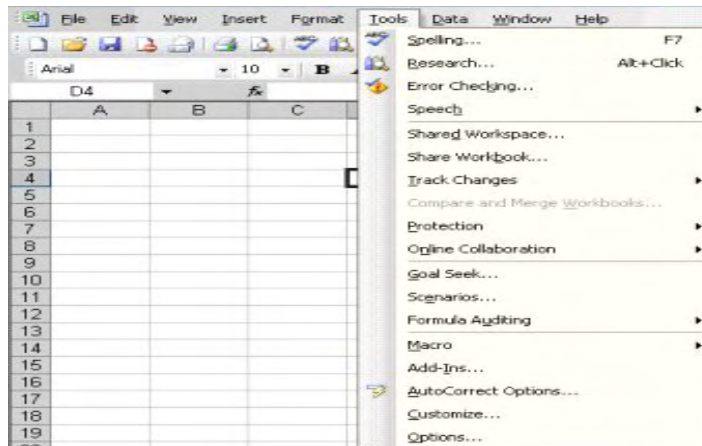 File Edit View Insert Format Tools Data Window Help
Arial 10 B
D4 fx
A B C
1
2
3
4
5
6
7
8
9
10
11
12
13
14
15
16
17
18
19
Spelling... F7
Research... Alt+Click
Error Checking...
Speech
Shared Workspace...
Share Workbook...
Track Changes
Compare and Merge Workbooks...
Protection
Online Collaboration
Goal Seek...
Scenarios...
Formula Auditing
Macro
Add-Ins...
AutoCorrect Options...
Customize...
Options...